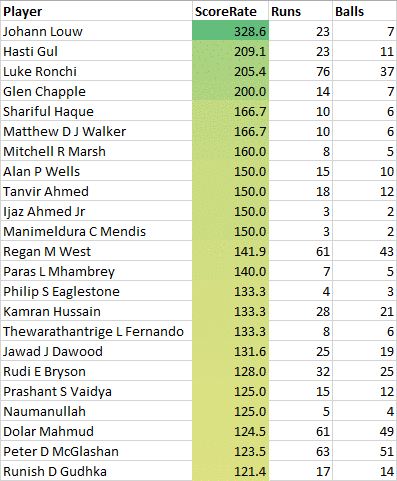 Player ScoreRate Runs Balls
Johann Louw 328.6 23 7
Hasti Gul 209.1 23 11
Luke Ronchi 205.4 76 37
Glen Chapple 200.0 14 7
Shariful Haque 166.7 10 6
Matthew D J Walker 166.7 10 6
Mitchell R Marsh 160.0 8 5
Alan P Wells 150.0 15 10
Tanvir Ahmed 150.0 18 12
Ijaz Ahmed Jr 150.0 3 2
Manimeldura C Mendis 150.0 3 2
Regan M West 141.9 61 43
Paras L Mhambrey 140.0 7 5
Philip S Eaglestone 133.3 4 3
Kamran Hussain 133.3 28 21
Thewarathantrige L Fernando 133.3 8 6
Jawad J Dawood 131.6 25 19
Rudi E Bryson 128.0 32 25
Prashant S Vaidya 125.0 15 12
Naumanullah 125.0 5 4
Dolar Mahmud 124.5 61 49
Peter D McGlashan 123.5 63 51
Runish D Gudhka 121.4 17 14